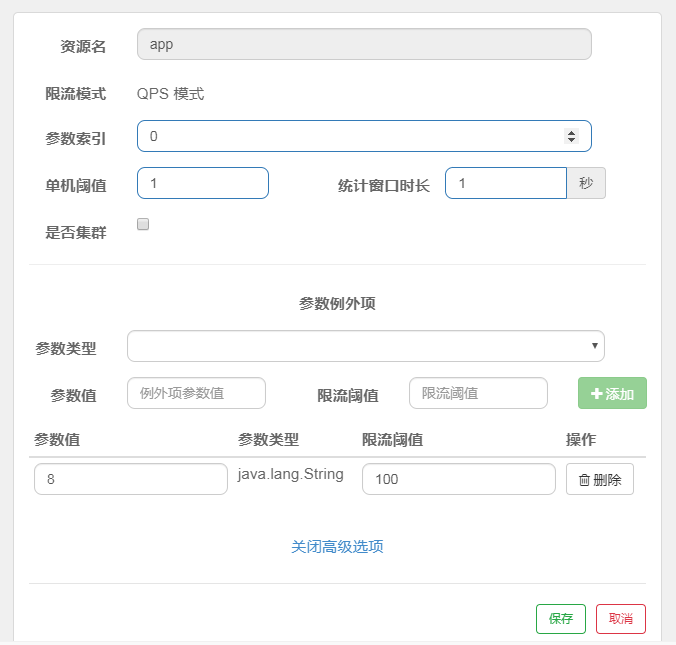 资源名 app
限流模式 QPS 模式
参数索引 0
单机阈值 1 统计窗口时长 1 秒
是否集群
参数例外项
参数类型
参数值 例外项参数值 限流阈值 限流阈值 添加
参数值 参数类型 限流阈值 操作
8 java.lang.String 100 删除
关闭高级选项
保存 取消